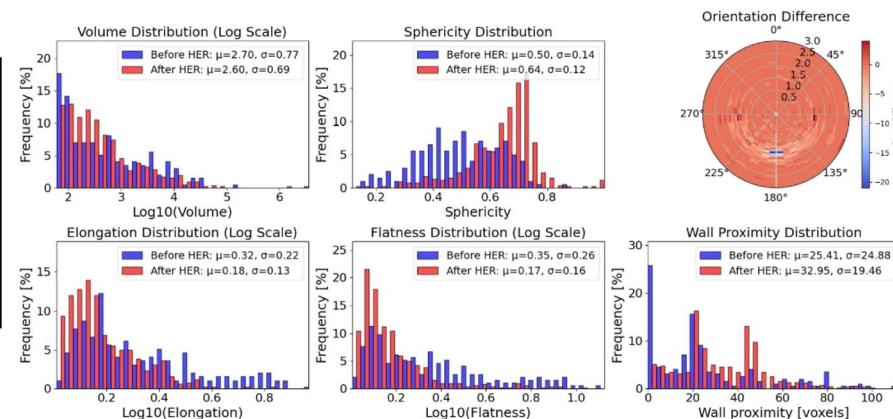 Volume Distribution (Log Scale)
Before HER: μ=2.70, σ=0.77
After HER: μ=2.60, σ=0.69
Frequency [%]
20
15
10
5
0
2
3
4
5
6
Log10(Volume)
Sphericity Distribution
Before HER: μ=0.50, σ=0.14
After HER: μ=0.64, σ=0.12
Frequency [%]
20
15
10
5
0
0.2
0.4
0.6
0.8
Sphericity
Orientation Difference
0°
45°
90
135°
180°
225°
270°
315°
3.0
2.5
2.0
1.5
1.0
0.5
0
−5
−10
−15
−20
Elongation Distribution (Log Scale)
Before HER: μ=0.32, σ=0.22
After HER: μ=0.18, σ=0.13
Frequency [%]
15
10
5
0
0.2
0.4
0.6
0.8
Log10(Elongation)
Flatness Distribution (Log Scale)
Before HER: μ=0.35, σ=0.26
After HER: μ=0.17, σ=0.16
Frequency [%]
25
20
15
10
5
0
0.2
0.4
0.6
0.8
1.0
Log10(Flatness)
Wall Proximity Distribution
Before HER: μ=25.41, σ=24.88
After HER: μ=32.95, σ=19.46
Frequency [%]
30
20
10
0
0
20
40
60
80
100
Wall proximity [voxels]